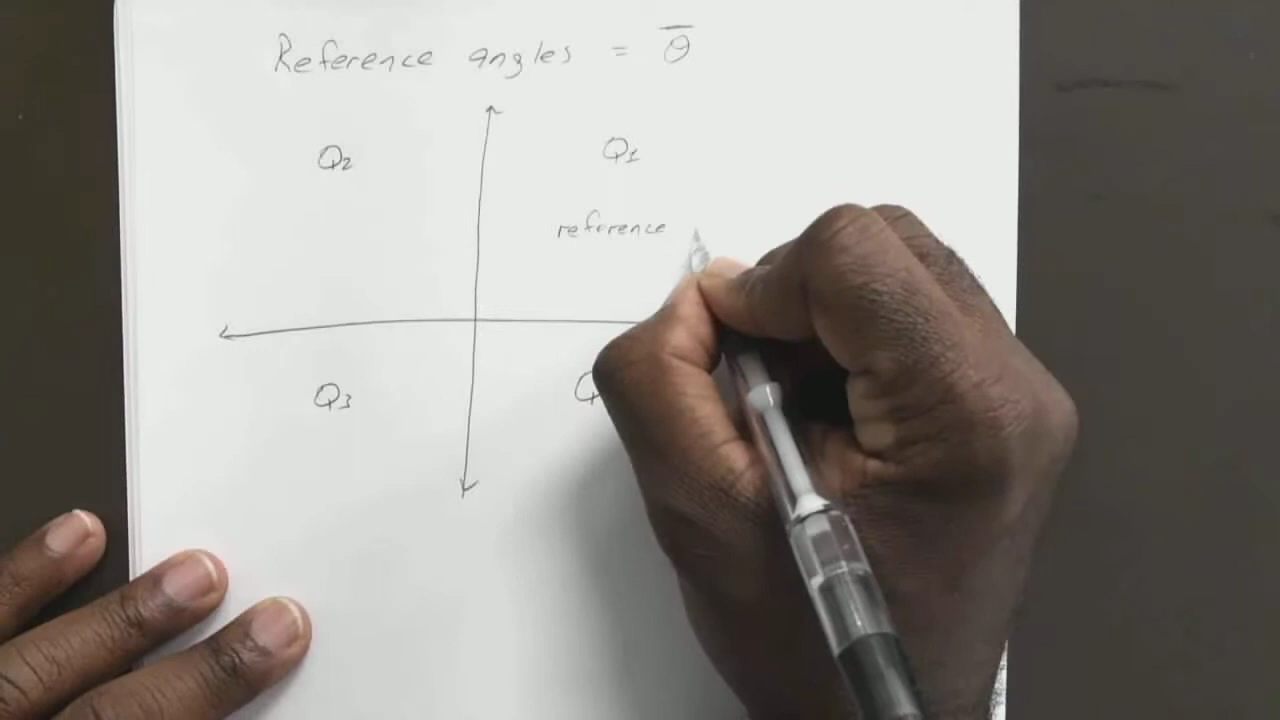 Reference angles = θ̅
Q2 Q1
reference
Q3